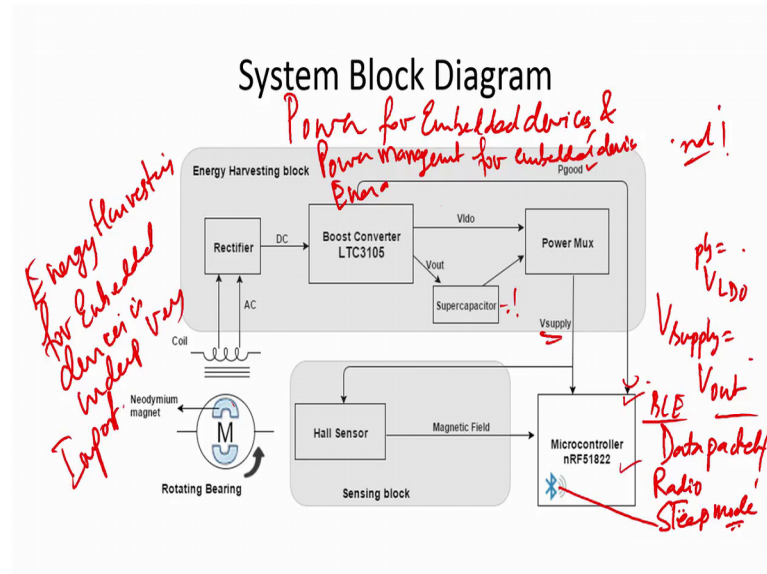 System Block Diagram
Power for Embedded devices &
Power Management for embedded devices
Energy Harvesting block
Pgood
Rectifier
DC
Boost Converter
LTC3105
Vldo
Vout
Power Mux
Supercapacitor
!
AC
Coil
Vsupply
Neodymium
magnet
M
Rotating Bearing
Hall Sensor
Magnetic Field
Sensing block
Microcontroller
nRF51822
Energy Harvesting
for Embedded
devices is
very
Import
VLDO
Vsupply =
Vout
BLE
Data packet
Radio
Sleep mode